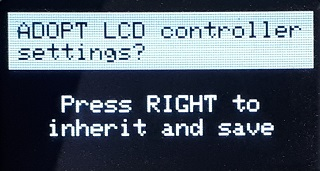 ADOPT LCD controller
settings?
Press RIGHT to
inherit and save